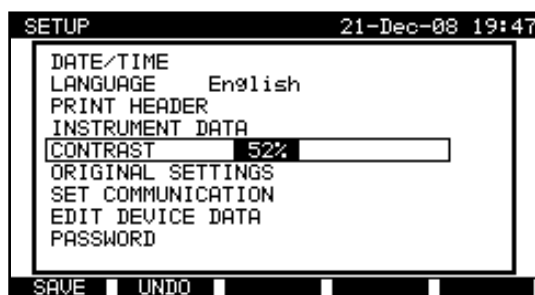 SETUP 21-Dec-08 19:47
DATE/TIME
LANGUAGE English
PRINT HEADER
INSTRUMENT DATA
CONTRAST 52%
ORIGINAL SETTINGS
SET COMMUNICATION
EDIT DEVICE DATA
PASSWORD
SAVE UNDO